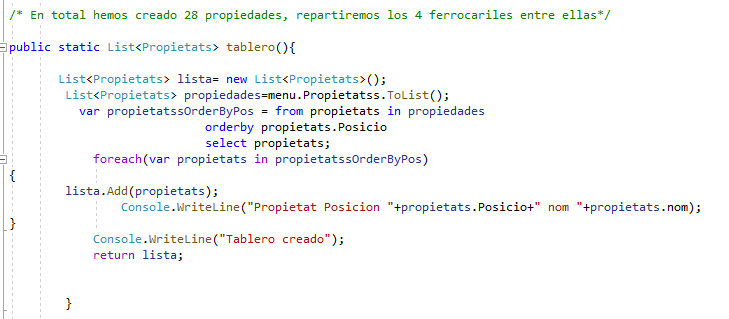 /* En total hemos creado 28 propiedades, repartiremos los 4 ferrocariles entre ellas*/
public static List<Propietats> tablero(){
List<Propietats> lista= new List<Propietats>();
List<Propietats> propiedades=menu.Propietatss.ToList();
var propietatssOrderByPos = from propietats in propiedades
orderby propietats.Posicio
select propietats;
foreach(var propietats in propietatssOrderByPos)
{
lista.Add(propietats);
Console.WriteLine("Propietat Posicion "+propietats.Posicio+" nom "+propietats.nom);
}
Console.WriteLine("Tablero creado");
return lista;
}